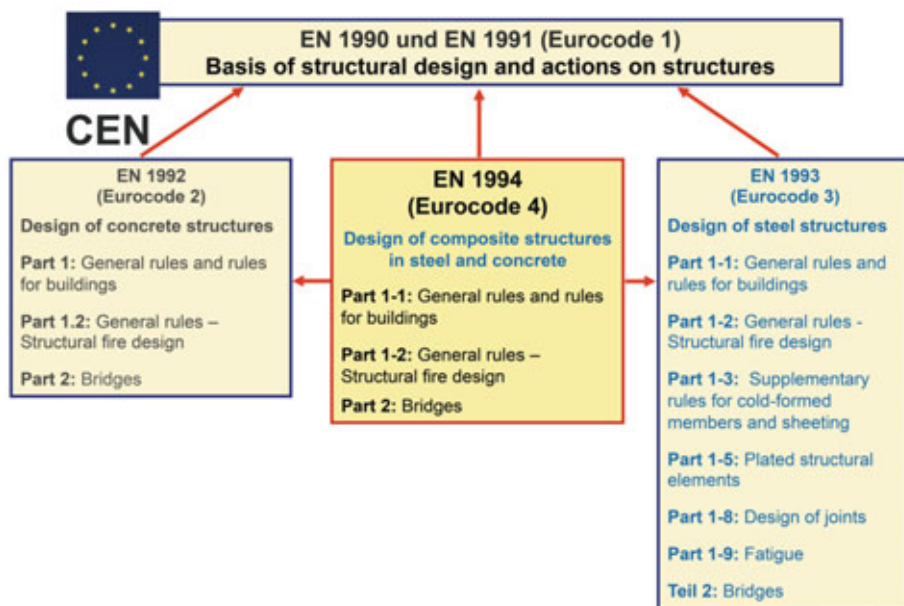 EN 1990 und EN 1991 (Eurocode 1)
Basis of structural design and actions on structures
CEN
EN 1992
(Eurocode 2)
Design of concrete structures
Part 1: General rules and rules
for buildings
Part 1.2: General rules –
Structural fire design
Part 2: Bridges
EN 1994
(Eurocode 4)
Design of composite structures
in steel and concrete
Part 1-1: General rules and rules
for buildings
Part 1-2: General rules –
Structural fire design
Part 2: Bridges
EN 1993
(Eurocode 3)
Design of steel structures
Part 1-1: General rules and
rules for buildings
Part 1-2: General rules -
Structural fire design
Part 1-3: Supplementary
rules for cold-formed
members and sheeting
Part 1-5: Plated structural
elements
Part 1-8: Design of joints
Part 1-9: Fatigue
Teil 2: Bridges